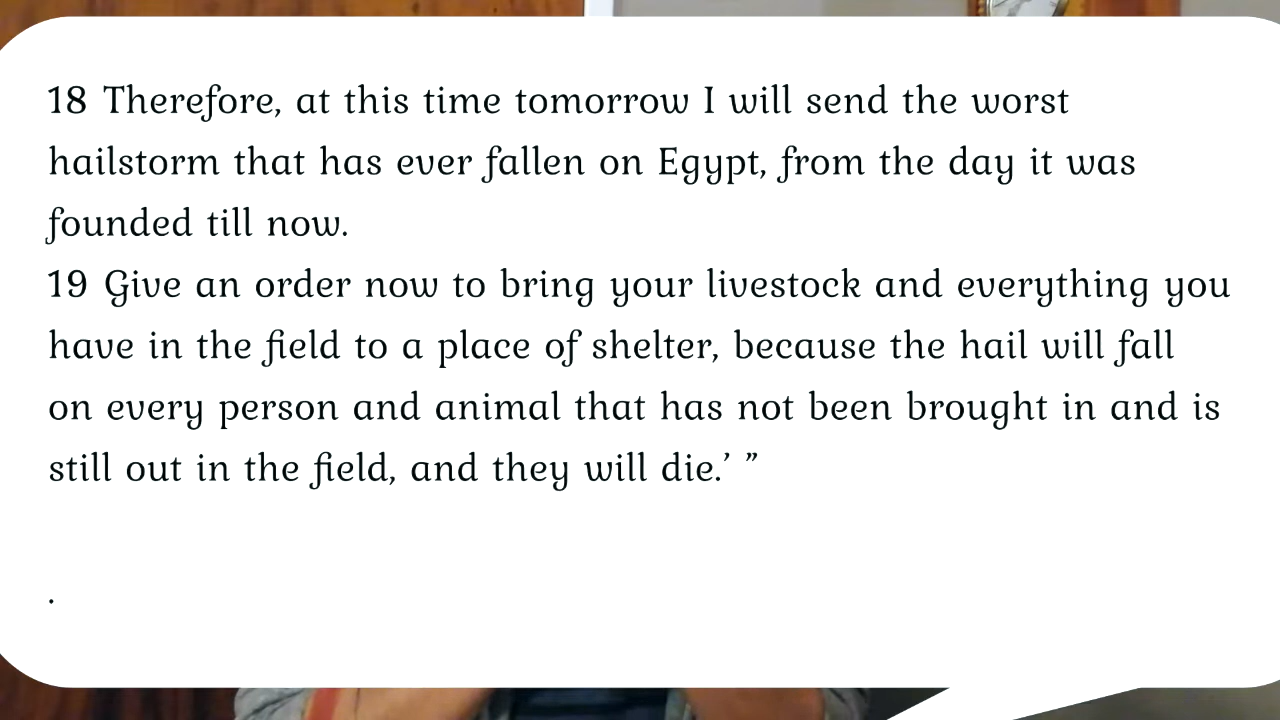 18 Therefore, at this time tomorrow I will send the worst
hailstorm that has ever fallen on Egypt, from the day it was
founded till now.
19 Give an order now to bring your livestock and everything you
have in the field to a place of shelter, because the hail will fall
on every person and animal that has not been brought in and is
still out in the field, and they will die.’ ”
.